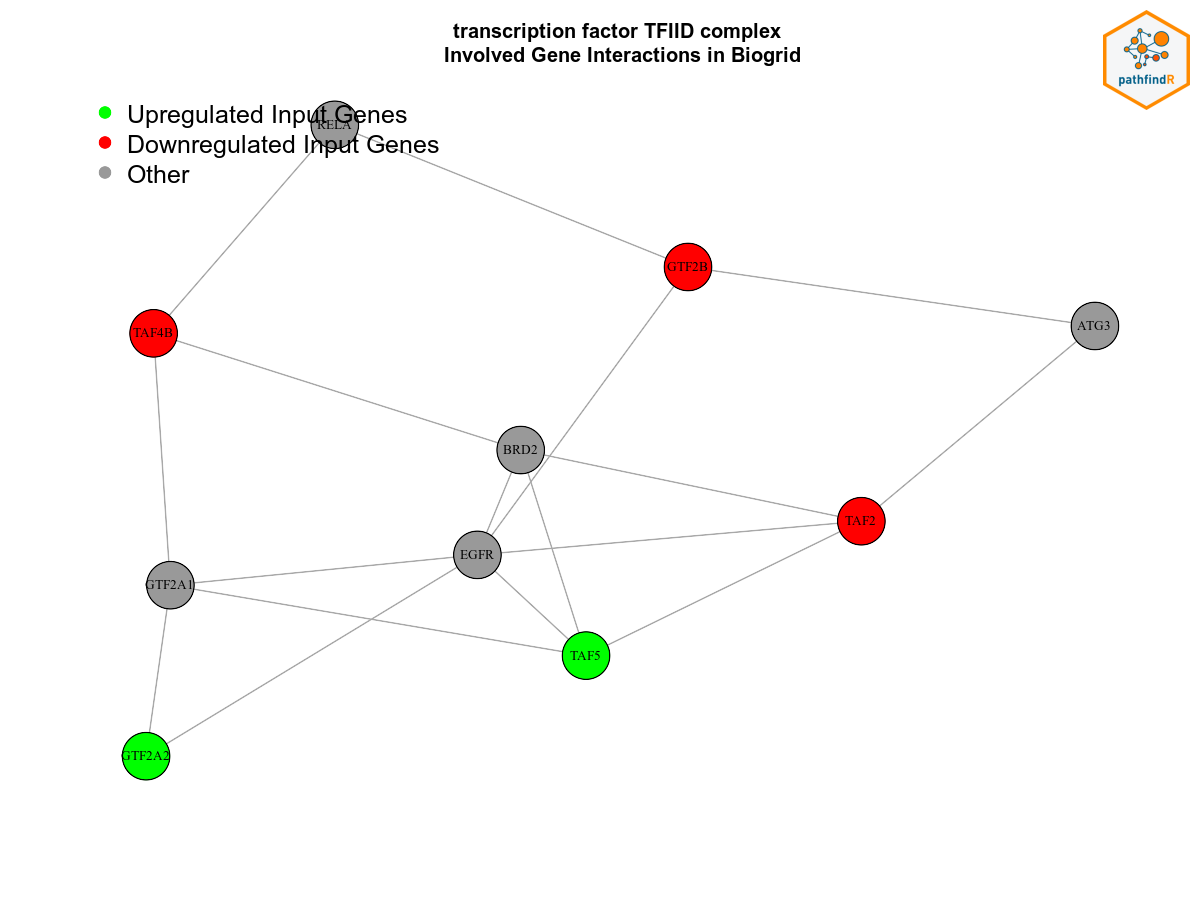 transcription factor TFIID complex
Involved Gene Interactions in Biogrid
pathfindR
Upregulated Input Genes
RELA
Downregulated Input Genes
Other
GTF2B
ATG3
TAF4B
BRD2
TAF2
EGFR
GTF2A1
TAF5
GTF2A2